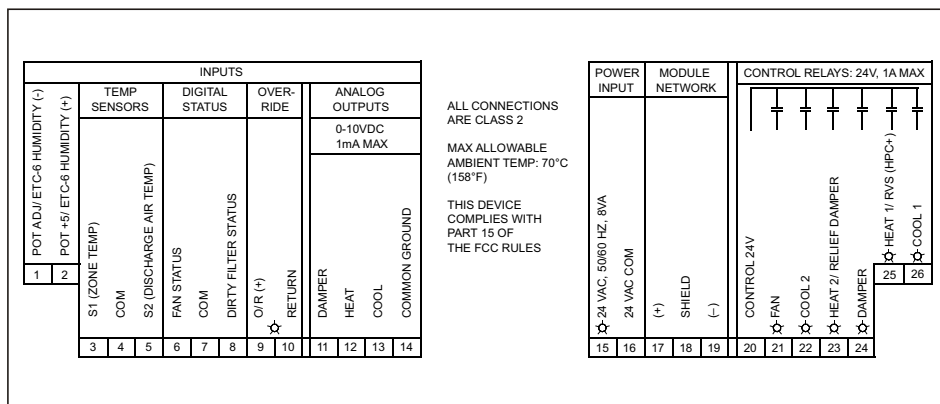 INPUTS
POT ADJ/ ETC-6 HUMIDITY (-)
POT +5/ ETC-6 HUMIDITY (+)
1 2
TEMP
SENSORS
S1 (ZONE TEMP)
COM
S2 (DISCHARGE AIR TEMP)
3 4 5
DIGITAL
STATUS
FAN STATUS
COM
DIRTY FILTER STATUS
6 7 8
OVER-
RIDE
O/R (+)
RETURN
9 10
ANALOG
OUTPUTS
0-10VDC
1mA MAX
DAMPER
HEAT
COOL
COMMON GROUND
11 12 13 14
ALL CONNECTIONS
ARE CLASS 2
MAX ALLOWABLE
AMBIENT TEMP: 70°C
(158°F)
THIS DEVICE
COMPLIES WITH
PART 15 OF
THE FCC RULES
POWER
INPUT
24 VAC, 50/60 HZ, 8VA
24 VAC COM
15 16
MODULE
NETWORK
(+)
SHIELD
(–)
17 18 19
CONTROL RELAYS: 24V, 1A MAX
CONTROL 24V
FAN
COOL 2
HEAT 2/ RELIEF DAMPER
DAMPER
20 21 22 23 24
HEAT 1/ RVS (HPC+)
COOL 1
25 26